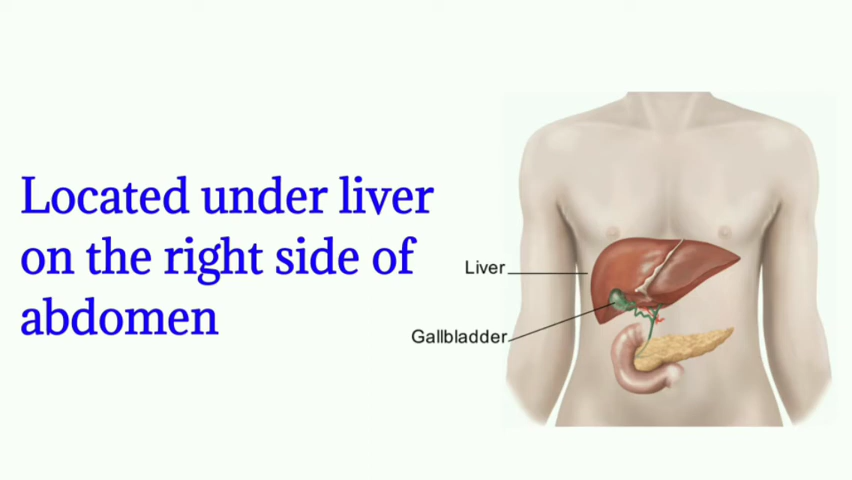 Located under liver
on the right side of
abdomen
Liver
Gallbladder